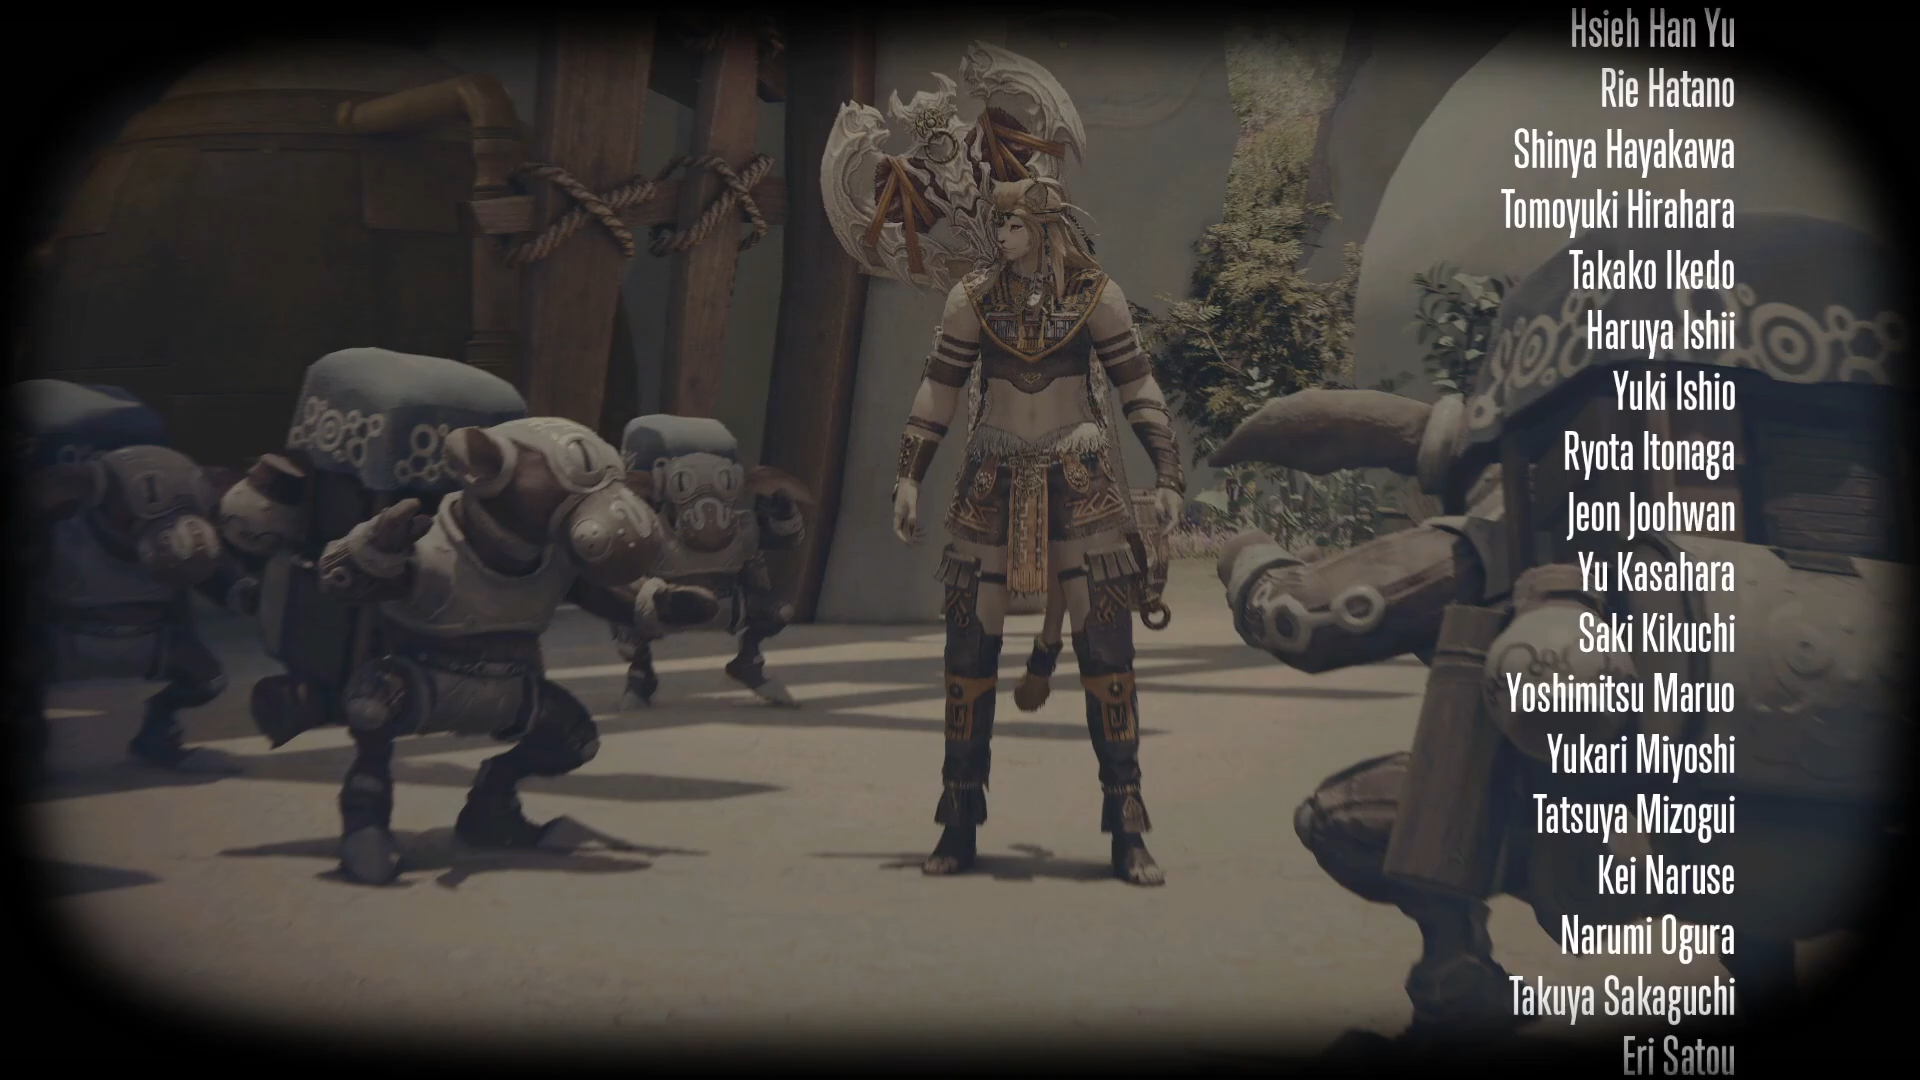 Hsieh Han Yu
Rie Hatano
Shinya Hayakawa
Tomoyuki Hirahara
Takako Ikedo
Haruya Ishii
Yuki Ishio
Ryota Itonaga
Jeon Joohwan
Yu Kasahara
Saki Kikuchi
Yoshimitsu Maruo
Yukari Miyoshi
Tatsuya Mizogui
Kei Naruse
Narumi Ogura
Takuya Sakaguchi
Eri Satou